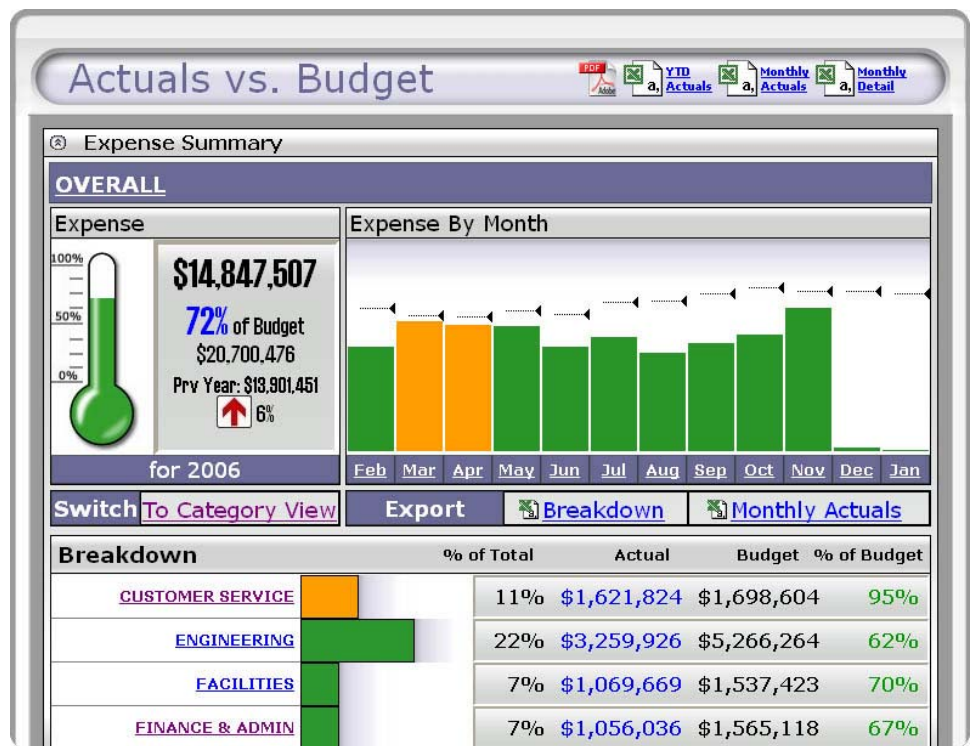 Actuals vs. Budget
PDF
Adobe
a, YTD Actuals
a, Monthly Actuals
a, Monthly Detail
Expense Summary
OVERALL
Expense
Expense By Month
100%
50%
0%
$14,847,507
72% of Budget
$20,700,476
Prv Year: $13,901,451
6%
for 2006
Feb Mar Apr May Jun Jul Aug Sep Oct Nov Dec Jan
Switch To Category View
Export Breakdown Monthly Actuals
Breakdown % of Total Actual Budget % of Budget
CUSTOMER SERVICE 11% $1,621,824 $1,698,604 95%
ENGINEERING 22% $3,259,926 $5,266,264 62%
FACILITIES 7% $1,069,669 $1,537,423 70%
FINANCE & ADMIN 7% $1,056,036 $1,565,118 67%